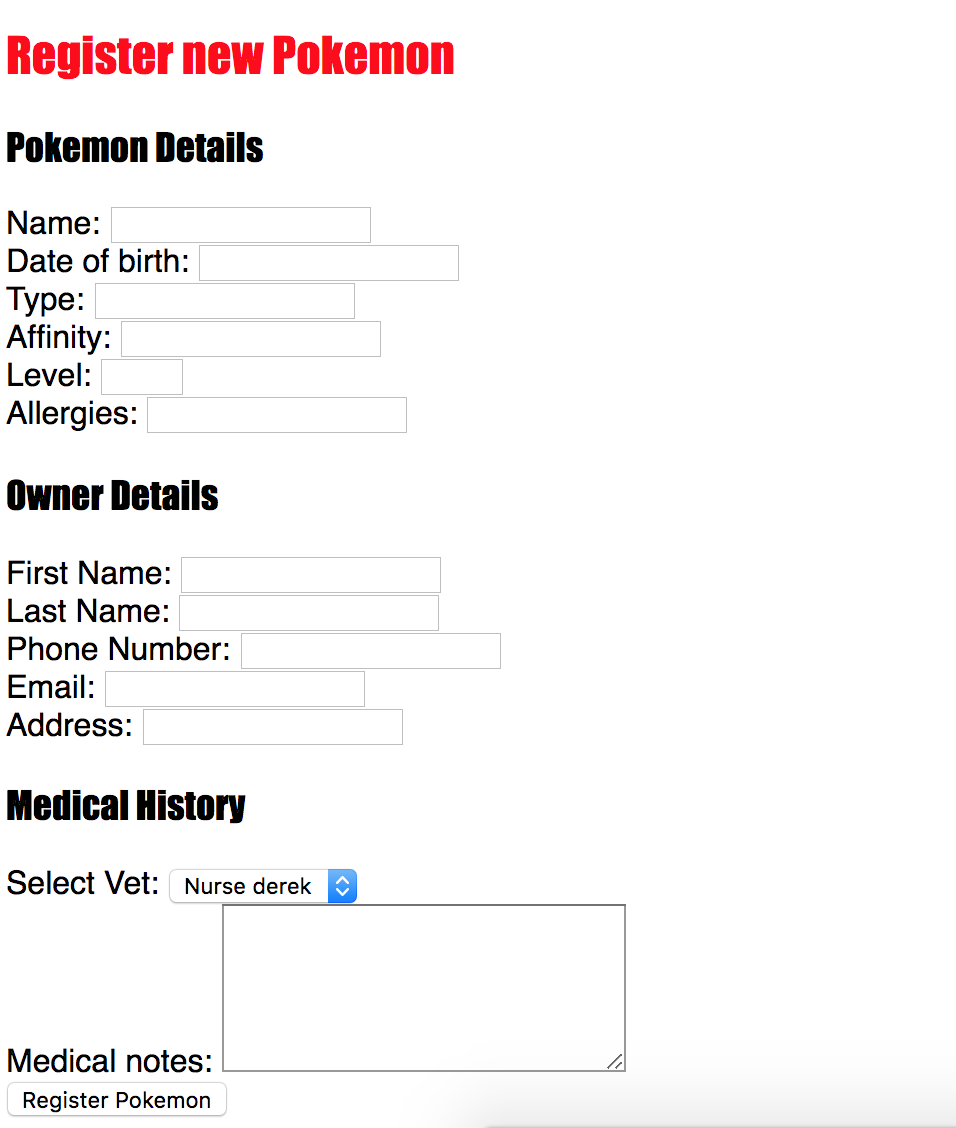 Register new Pokemon
Pokemon Details
Name:
Date of birth:
Type:
Affinity:
Level:
Allergies:
Owner Details
First Name:
Last Name:
Phone Number:
Email:
Address:
Medical History
Select Vet: Nurse derek
Medical notes:
Register Pokemon